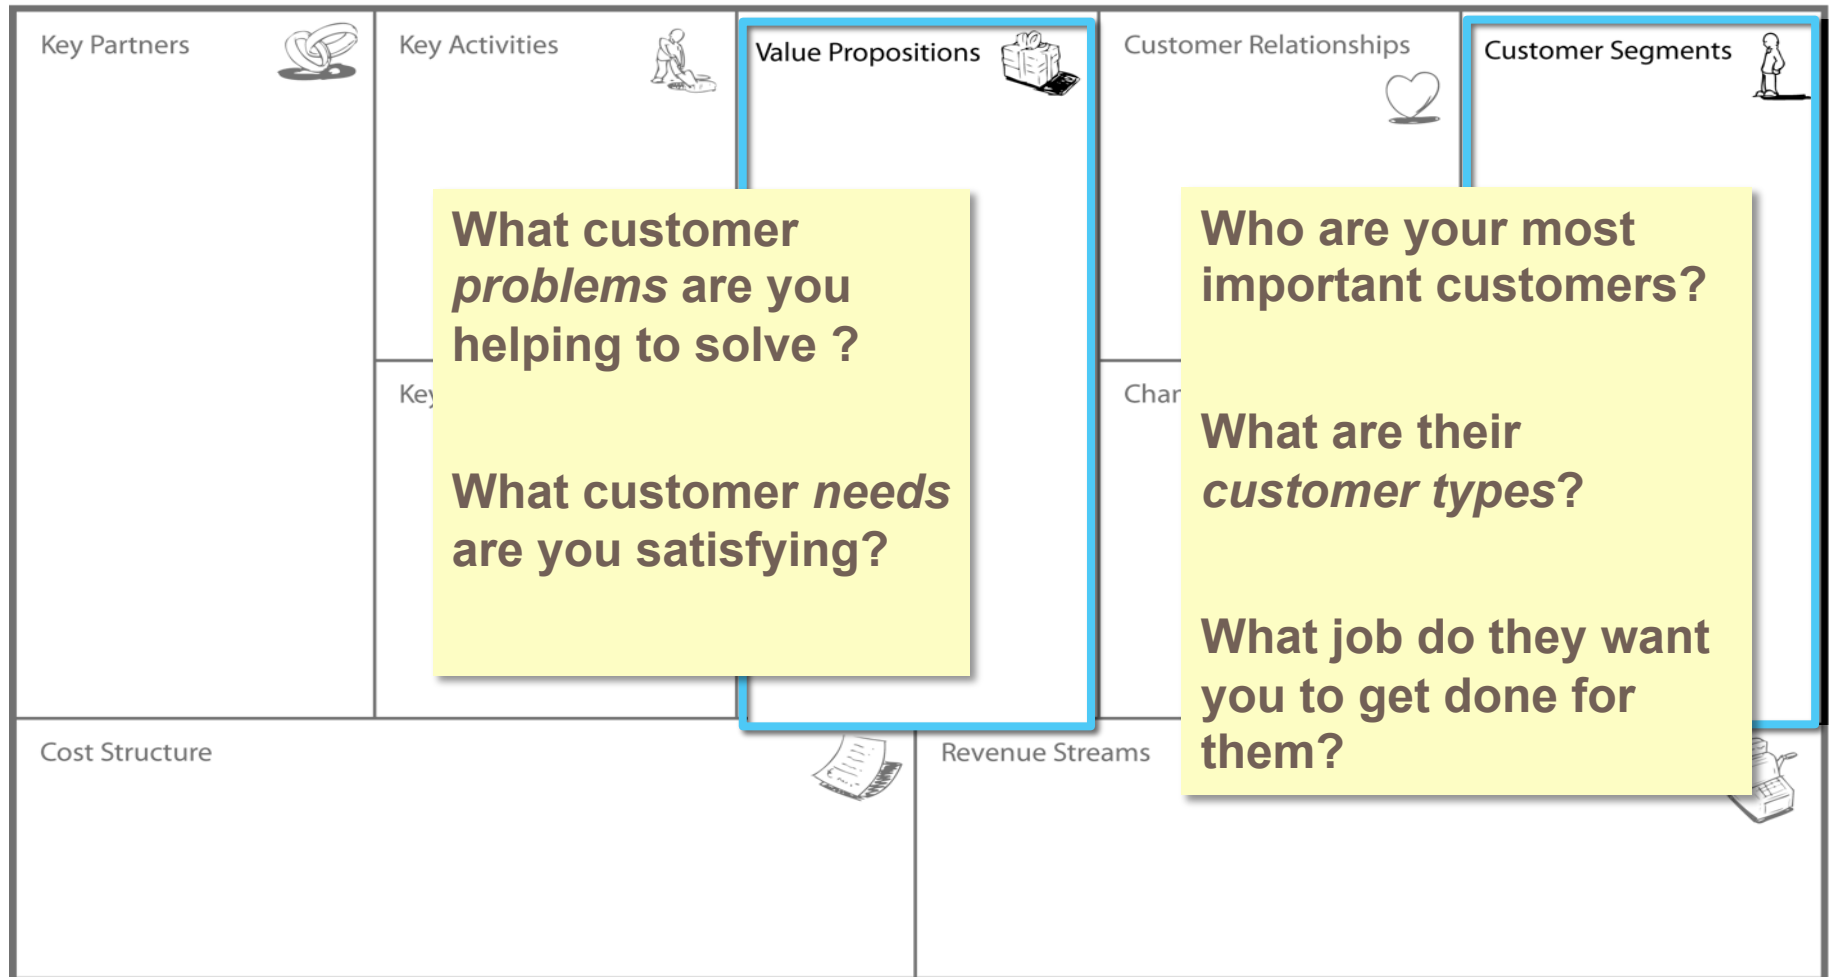 Key Partners
Key Activities
Value Propositions
Customer Relationships
Customer Segments
What customer
problems are you
helping to solve ?
What customer needs
are you satisfying?
Who are your most
important customers?
What are their
customer types?
What job do they want
you to get done for
them?
Key
Cost Structure
Revenue Streams